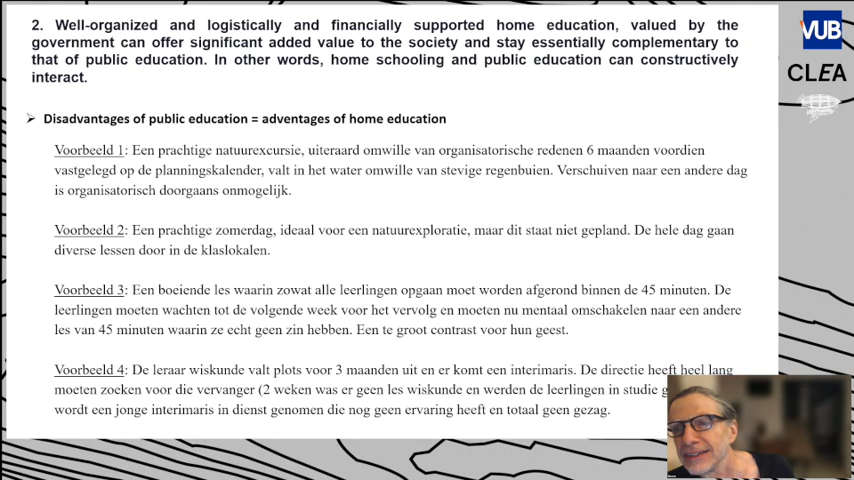 2. Well-organized and logistically and financially supported home education, valued by the
government can offer significant added value to the society and stay essentially complementary to
that of public education. In other words, home schooling and public education can constructively
interact.
Disadvantages of public education = adventages of home education
Voorbeeld 1: Een prachtige natuurexcursie, uiteraard omwille van organisatorische redenen 6 maanden voordien
vastgelegd op de planningskalender, valt in het water omwille van stevige regenbuien. Verschuiven naar een andere dag
is organisatorisch doorgaans onmogelijk.
Voorbeeld 2: Een prachtige zomerdag, ideaal voor een natuurexploratie, maar dit staat niet gepland. De hele dag gaan
diverse lessen door in de klaslokalen.
Voorbeeld 3: Een boeiende les waarin zowat alle leerlingen opgaan moet worden afgerond binnen de 45 minuten. De
leerlingen moeten wachten tot de volgende week voor het vervolg en moeten nu mentaal omschakelen naar een andere
les van 45 minuten waarin ze echt geen zin hebben. Een te groot contrast voor hun geest.
Voorbeeld 4: De leraar wiskunde valt plots voor 3 maanden uit en er komt een interimaris. De directie heeft heel lang
moeten zoeken voor die vervanger (2 weken was er geen les wiskunde en werden de leerlingen in studie
wordt een jonge interimaris in dienst genomen die nog geen ervaring heeft en totaal geen gezag.
VUB
CLEA